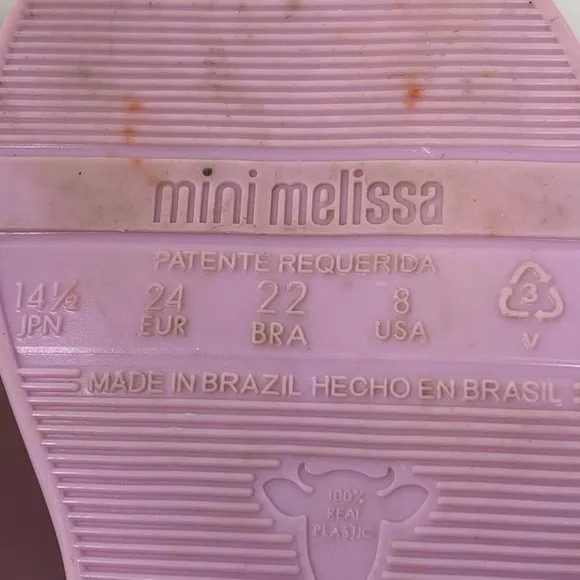 mini melissa
PATENTE REQUERIDA
14½ 24 22 8 3
JPN EUR BRA USA V
MADE IN BRAZIL HECHO EN BRASIL
100%
REAL
PLASTIC